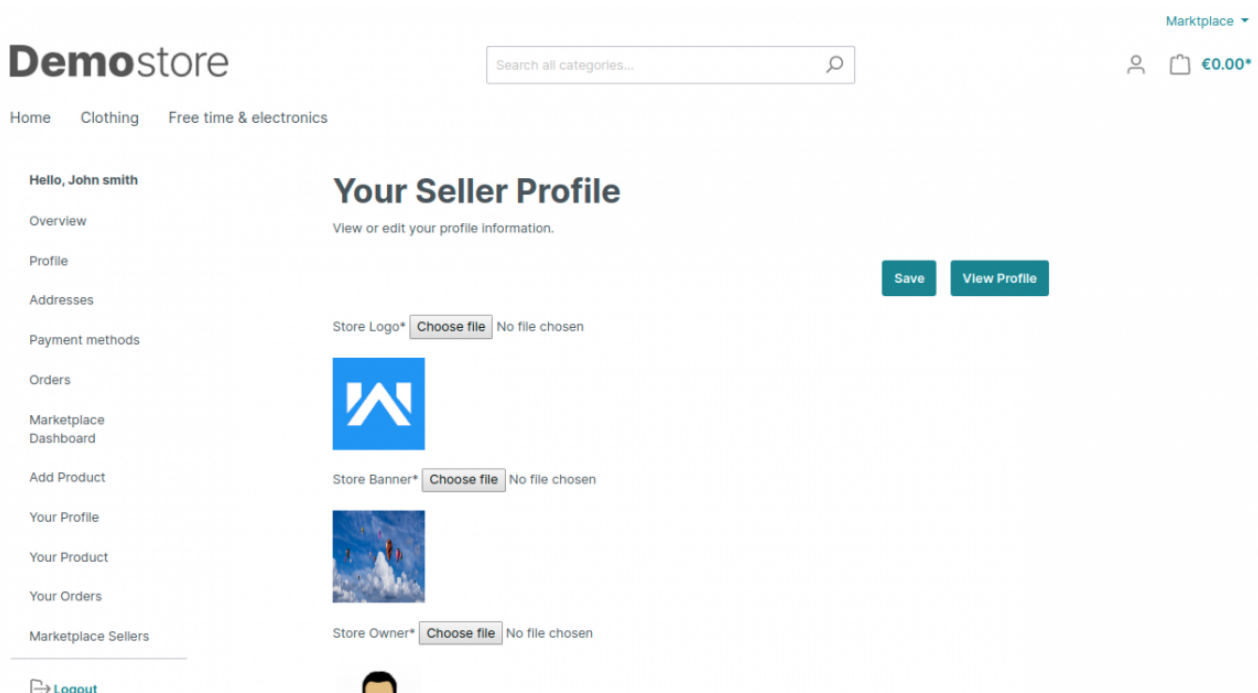 Marktplace
Demostore
Search all categories...
€0.00*
Home Clothing Free time & electronics
Hello, John smith
Overview
Profile
Addresses
Payment methods
Orders
Marketplace
Dashboard
Add Product
Your Profile
Your Product
Your Orders
Marketplace Sellers
Logout
Your Seller Profile
View or edit your profile information.
Save VIew Profile
Store Logo* Choose file No file chosen
Store Banner* Choose file No file chosen
Store Owner* Choose file No file chosen